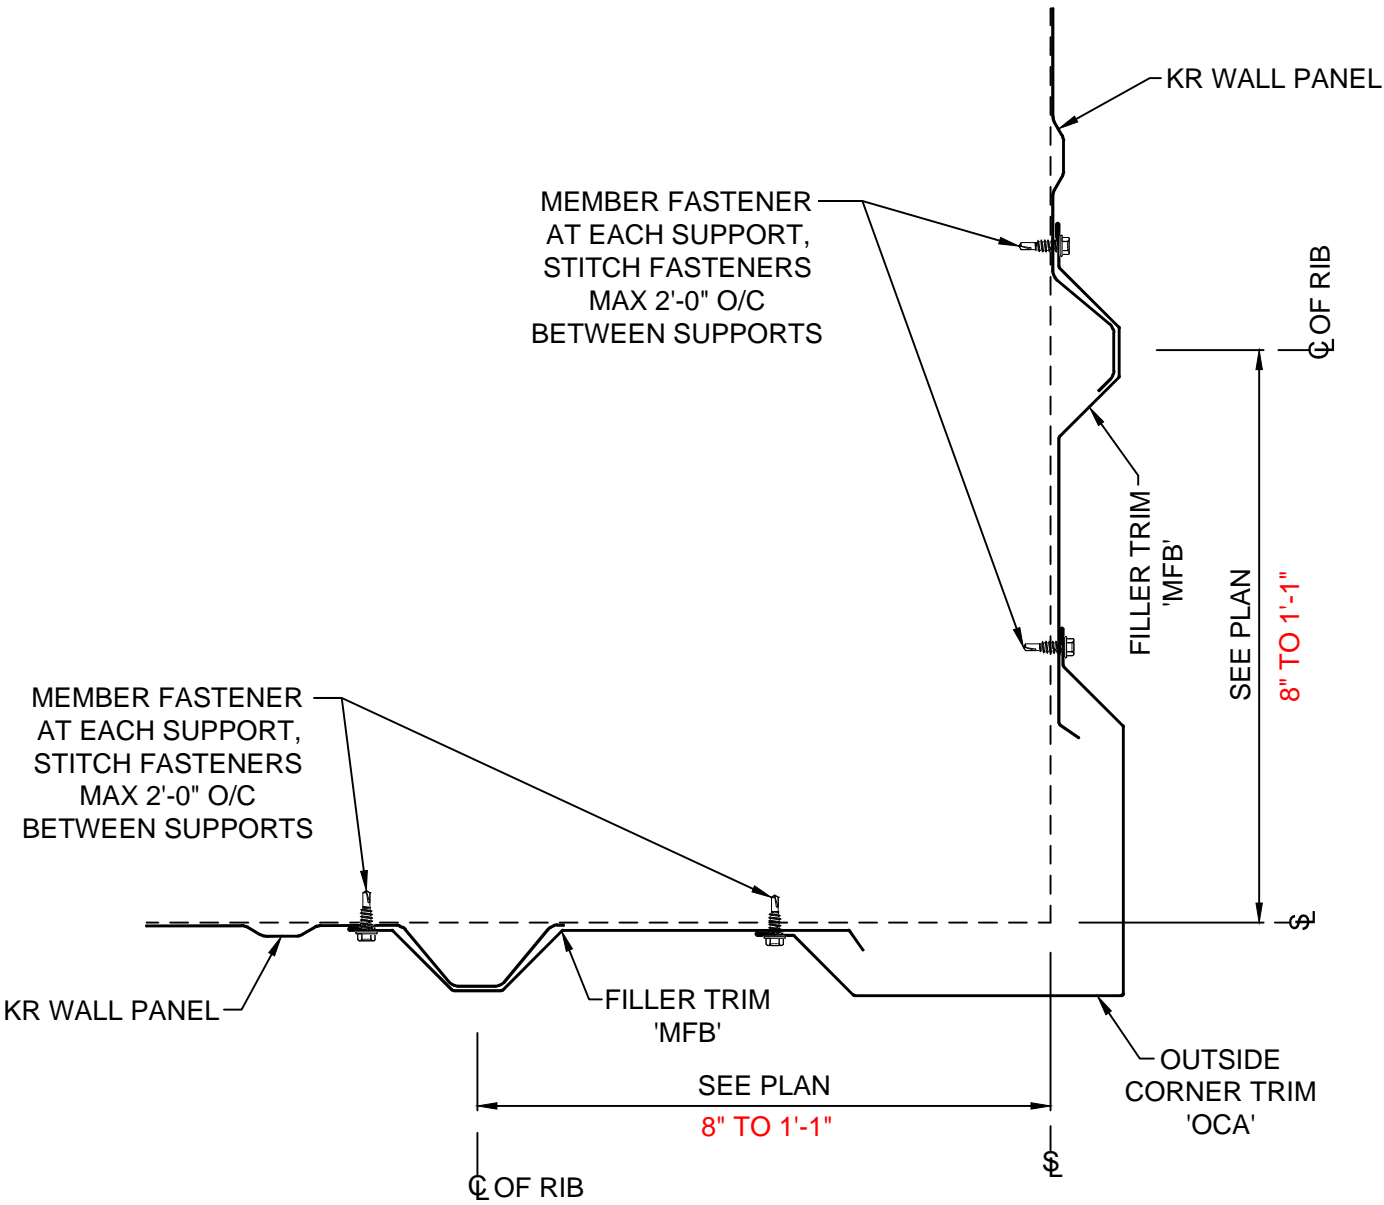 KR WALL PANEL
MEMBER FASTENER
AT EACH SUPPORT,
STITCH FASTENERS
MAX 2'-0" O/C
BETWEEN SUPPORTS
℄ OF RIB
FILLER TRIM
'MFB'
SEE PLAN
8" TO 1'-1"
MEMBER FASTENER
AT EACH SUPPORT,
STITCH FASTENERS
MAX 2'-0" O/C
BETWEEN SUPPORTS
SL
KR WALL PANEL
FILLER TRIM
'MFB'
OUTSIDE
CORNER TRIM
'OCA'
SEE PLAN
8" TO 1'-1"
SL
℄ OF RIB